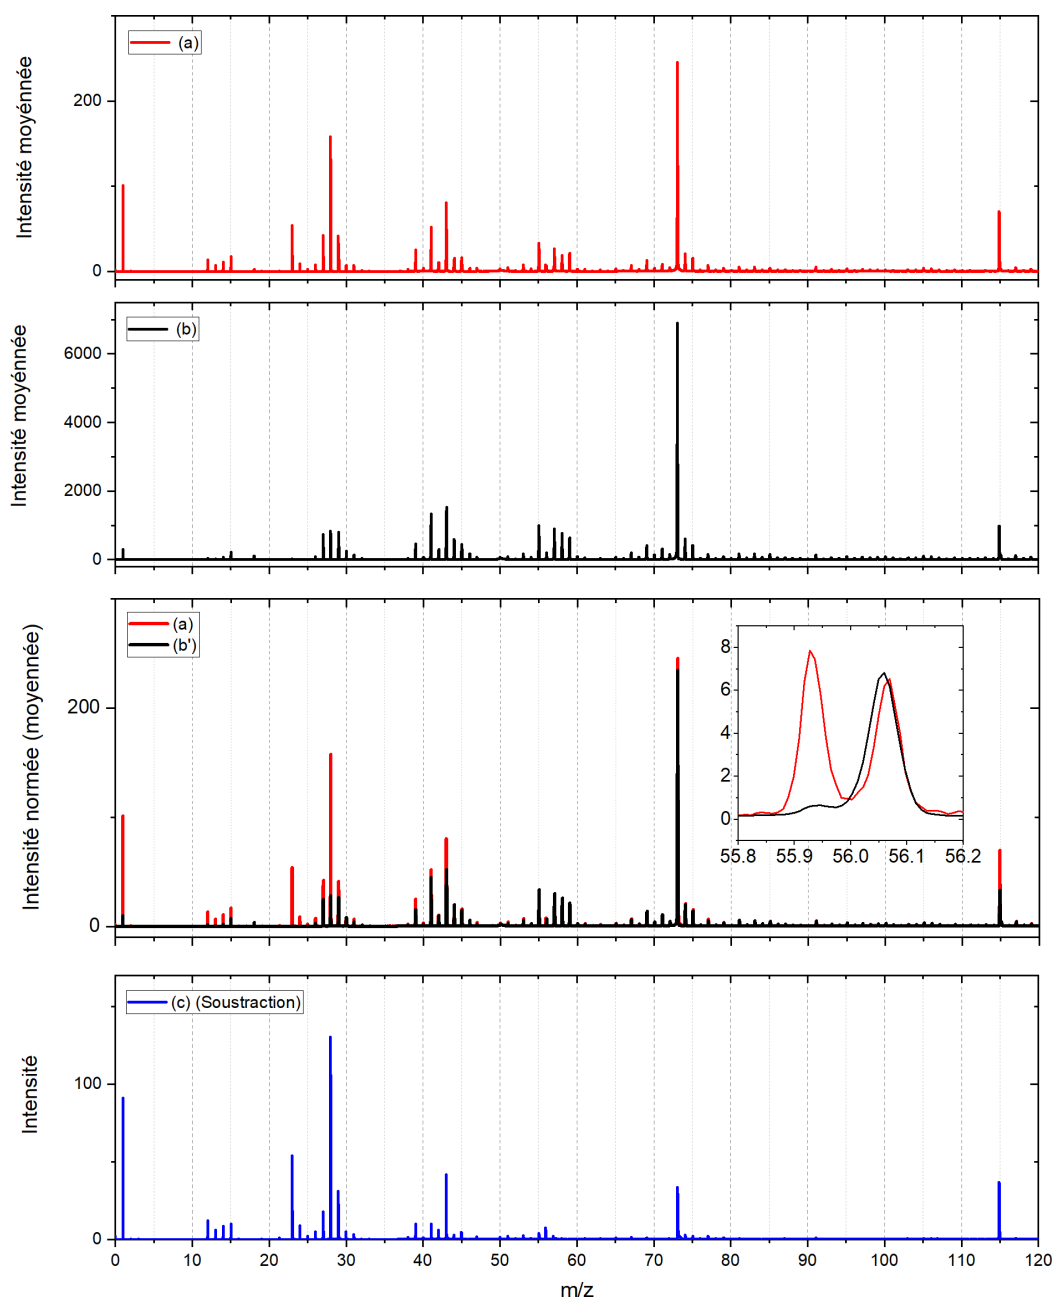 (a)
Intensité moyénnée
200
0
(b)
Intensité moyénnée
6000
4000
2000
0
(a)
(b')
Intensité normée (moyennée)
200
0
8
6
4
2
0
55.8 55.9 56.0 56.1 56.2
(c) (Soustraction)
Intensité
100
0
0 10 20 30 40 50 60 70 80 90 100 110 120
m/z